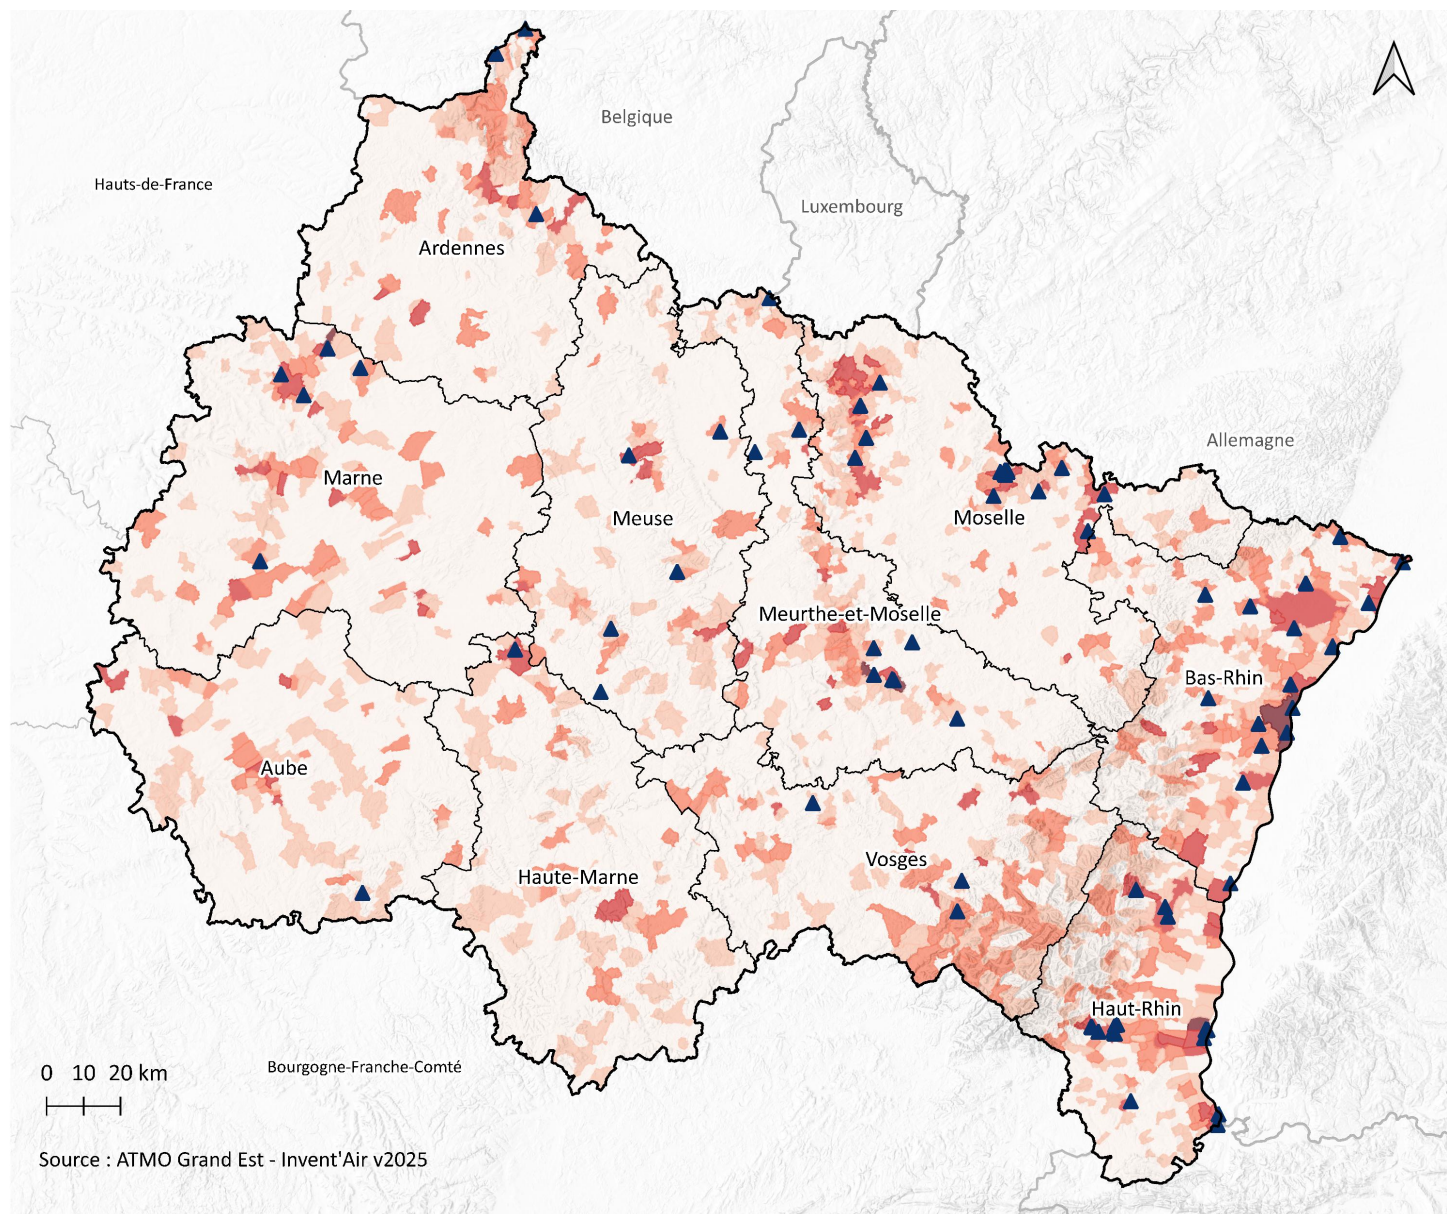 Belgique
Hauts-de-France
Luxembourg
Ardennes
Allemagne
Marne
Meuse
Moselle
Meurthe-et-Moselle
Bas-Rhin
Aube
Vosges
Haute-Marne
Haut-Rhin
Bourgogne-Franche-Comté
0 10 20 km
Source : ATMO Grand Est - Invent'Air v2025